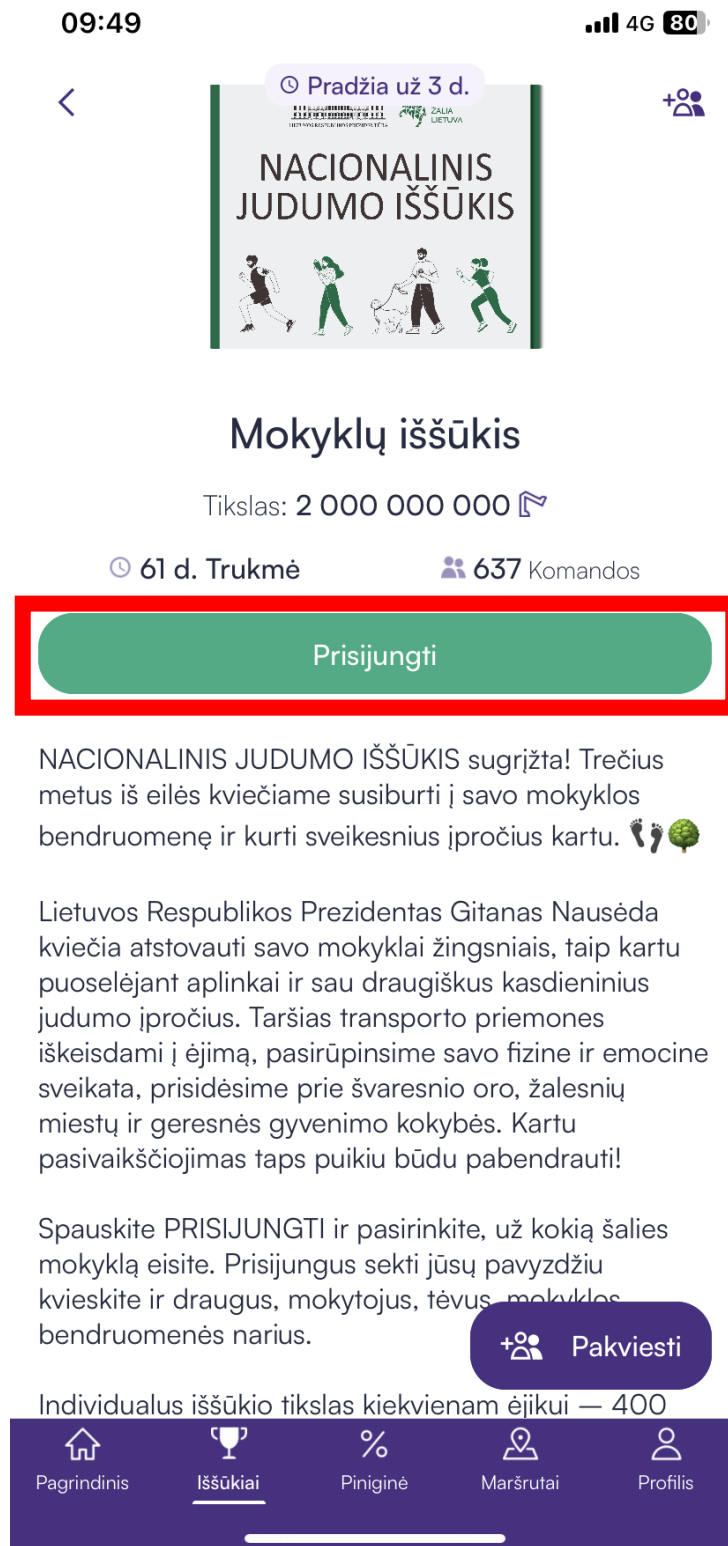 09:49
4G 80
Pradžia už 3 d.
ŽALIA
LIETUVA
NACIONALINIS
JUDUMO IŠŠŪKIS
Mokyklų iššūkis
Tikslas: 2 000 000 000
61 d. Trukmė
637 Komandos
Prisijungti
NACIONALINIS JUDUMO IŠŠŪKIS sugrįžta! Trečius
metus iš eilės kviečiame susiburti į savo mokyklos
bendruomenę ir kurti sveikesnius įpročius kartu. 👣🌳
Lietuvos Respublikos Prezidentas Gitanas Nausėda
kviečia atstovauti savo mokyklai žingsniais, taip kartu
puoselėjant aplinkai ir sau draugiškus kasdieninius
judumo įpročius. Taršias transporto priemones
iškeisdami į ėjimą, pasirūpinsime savo fizine ir emocine
sveikata, prisidėsime prie švaresnio oro, žalesnių
miestų ir geresnės gyvenimo kokybės. Kartu
pasivaikščiojimas taps puikiu būdu pabendrauti!
Spauskite PRISIJUNGTI ir pasirinkite, už kokią šalies
mokyklą eisite. Prisijungus sekti jūsų pavyzdžiu
kvieskite ir draugus, mokytojus, tėvus, mokyklos
bendruomenės narius.
Pakviesti
Individualus iššūkio tikslas kiekvienam ėjikui – 400
Pagrindinis
Iššūkiai
Piniginė
Maršrutai
Profilis